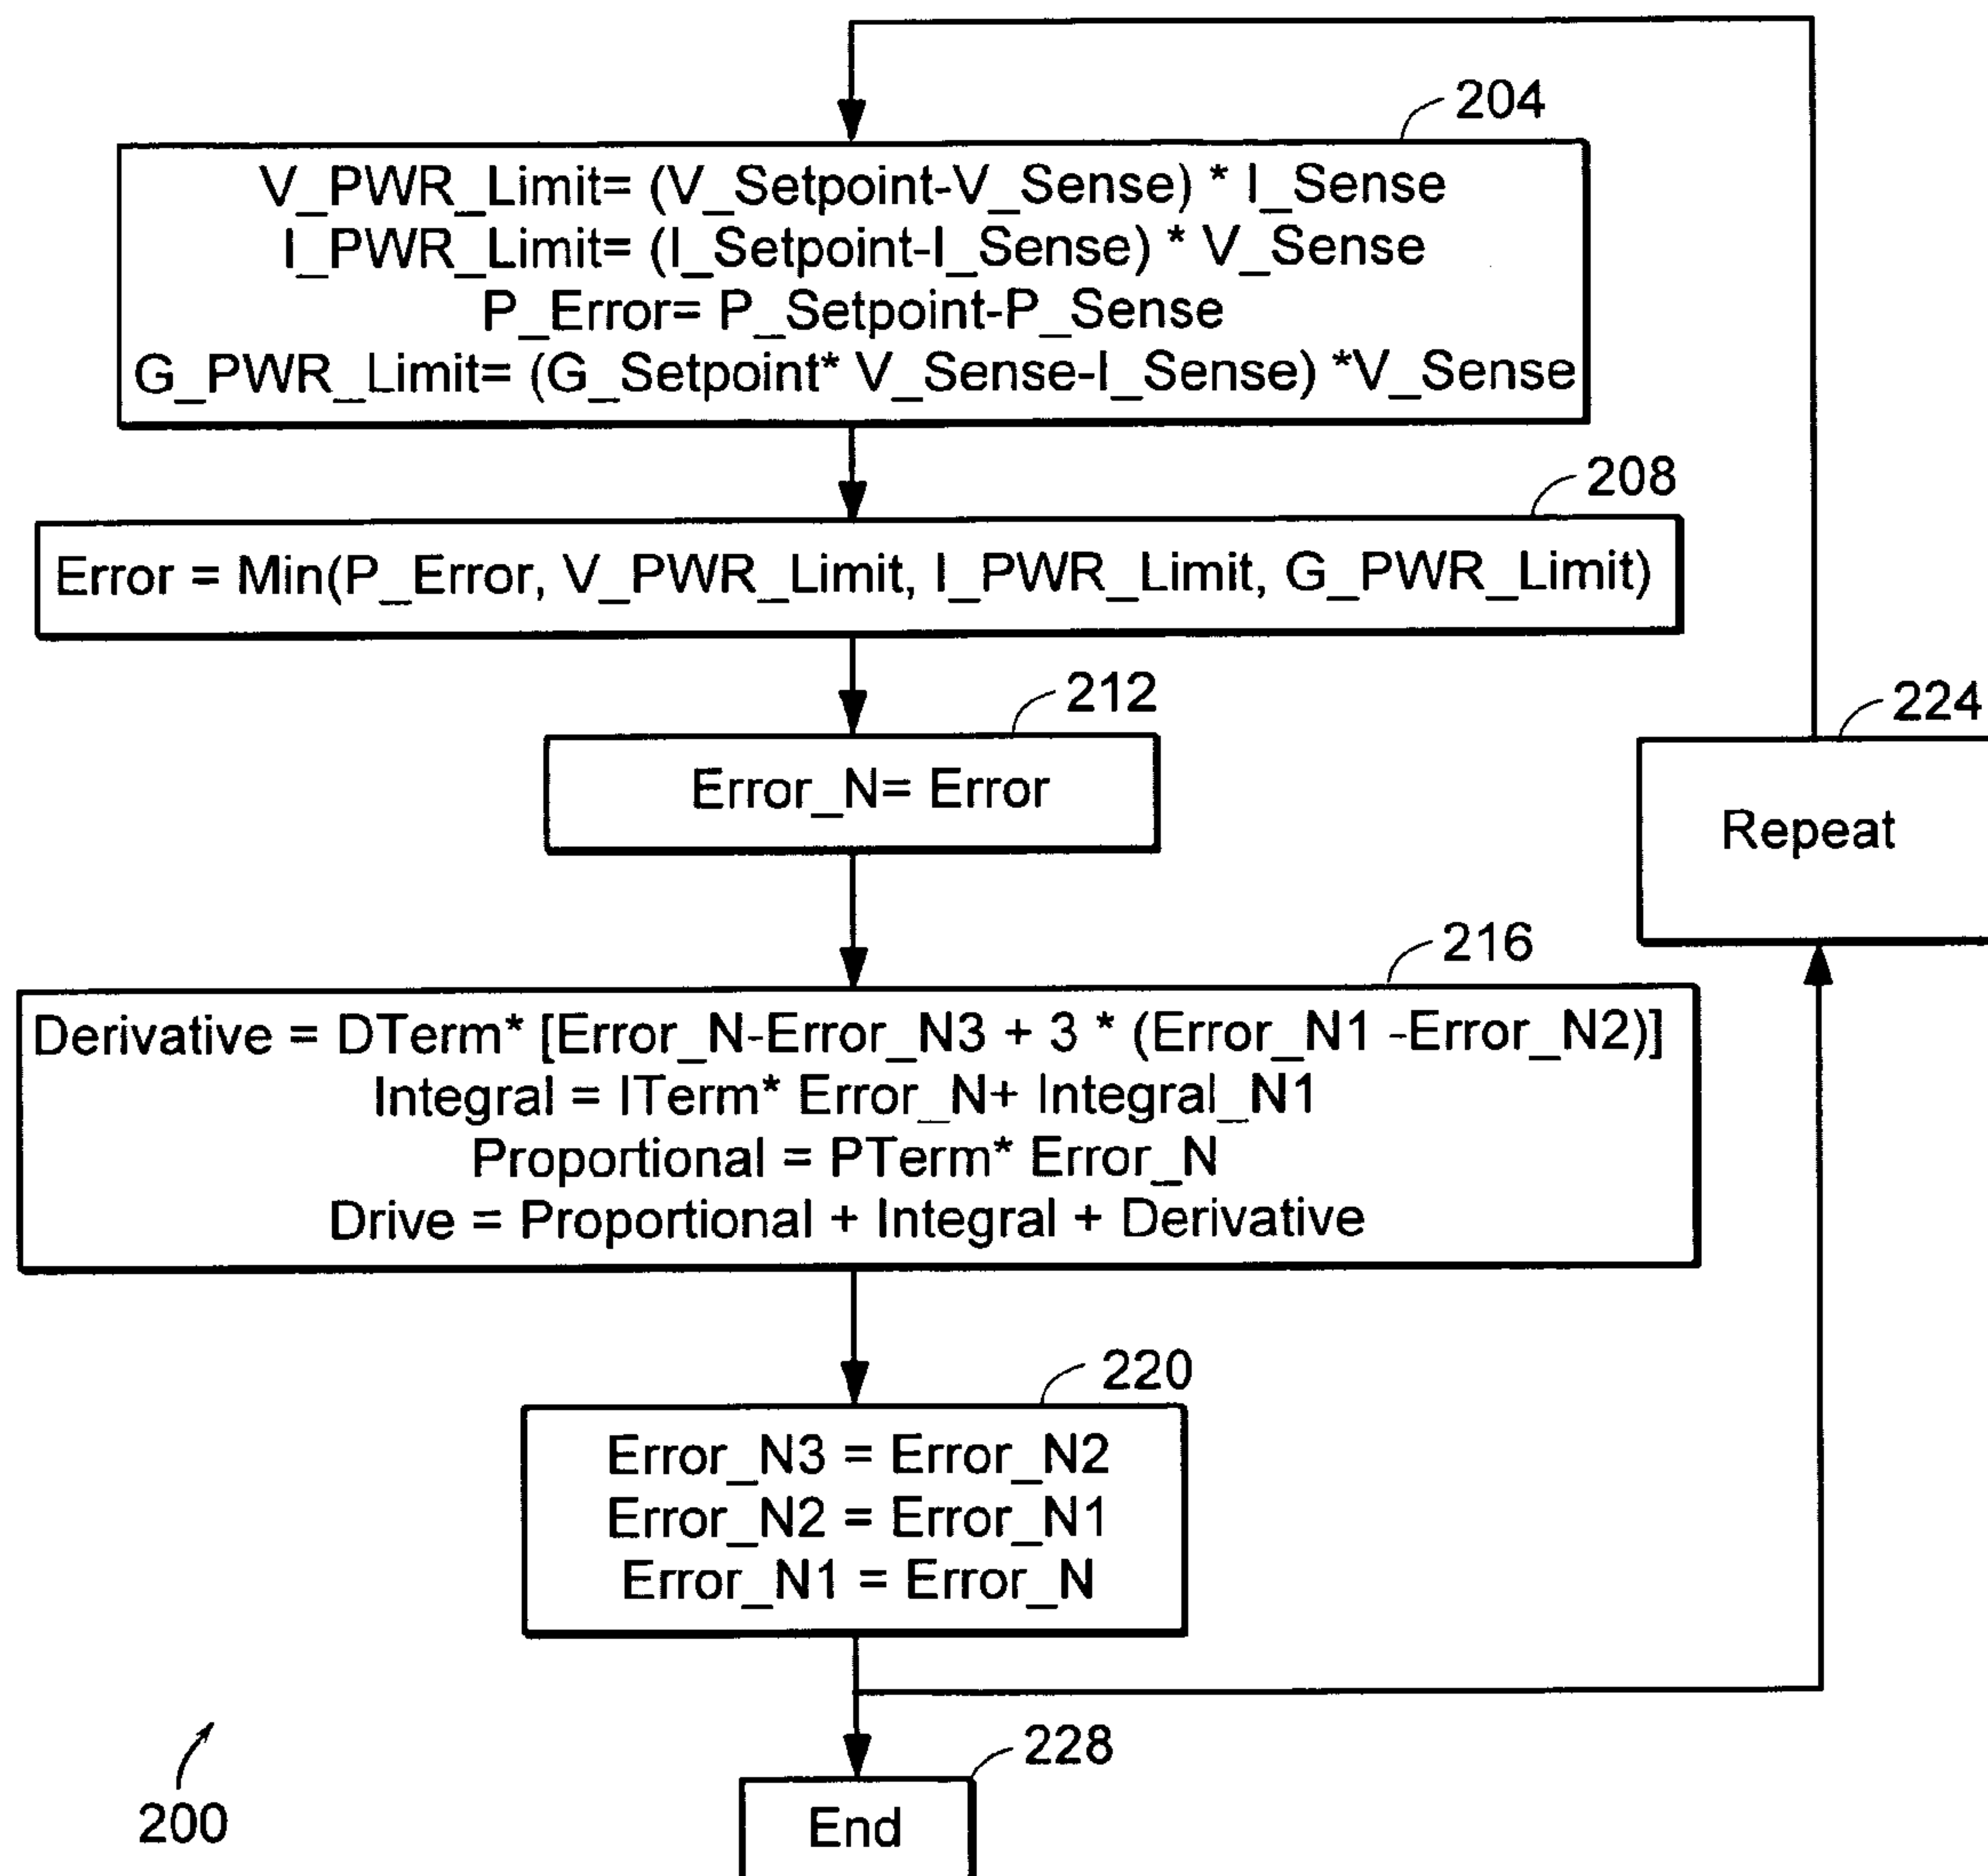 204
V_PWR_Limit= (V_Setpoint-V_Sense) * I_Sense
I_PWR_Limit= (I_Setpoint-I_Sense) * V_Sense
P_Error= P_Setpoint-P_Sense
G_PWR_Limit= (G_Setpoint* V_Sense-I_Sense) *V_Sense
208
Error = Min(P_Error, V_PWR_Limit, I_PWR_Limit, G_PWR_Limit)
212
Error_N= Error
224
Repeat
216
Derivative = DTerm* [Error_N-Error_N3 + 3 * (Error_N1 -Error_N2)]
Integral = ITerm* Error_N+ Integral_N1
Proportional = PTerm* Error_N
Drive = Proportional + Integral + Derivative
220
Error_N3 = Error_N2
Error_N2 = Error_N1
Error_N1 = Error_N
228
End
200